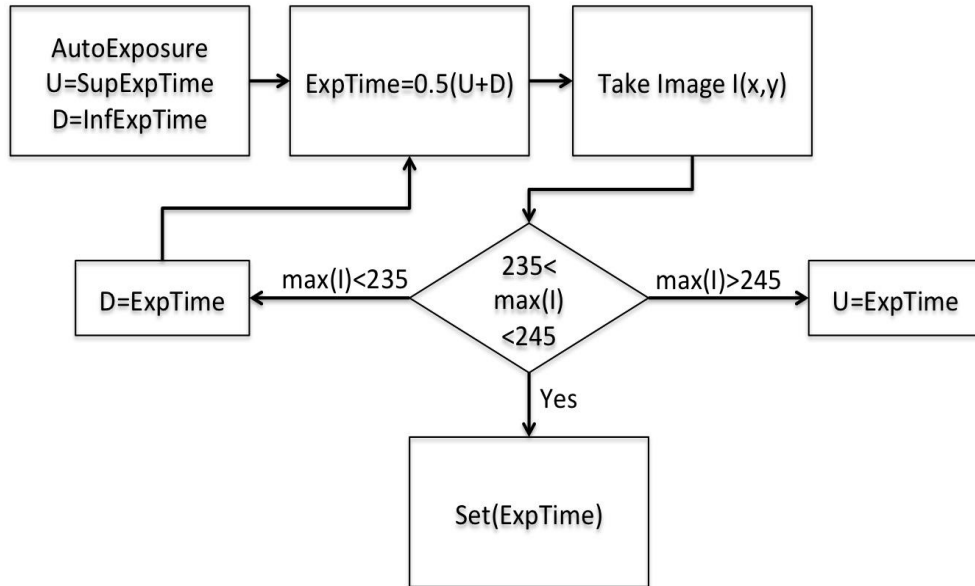 AutoExposure
U=SupExpTime
D=InfExpTime
ExpTime=0.5(U+D)
Take Image I(x,y)
D=ExpTime
max(I)<235
235<
max(I)
<245
max(I)>245
U=ExpTime
Yes
Set(ExpTime)